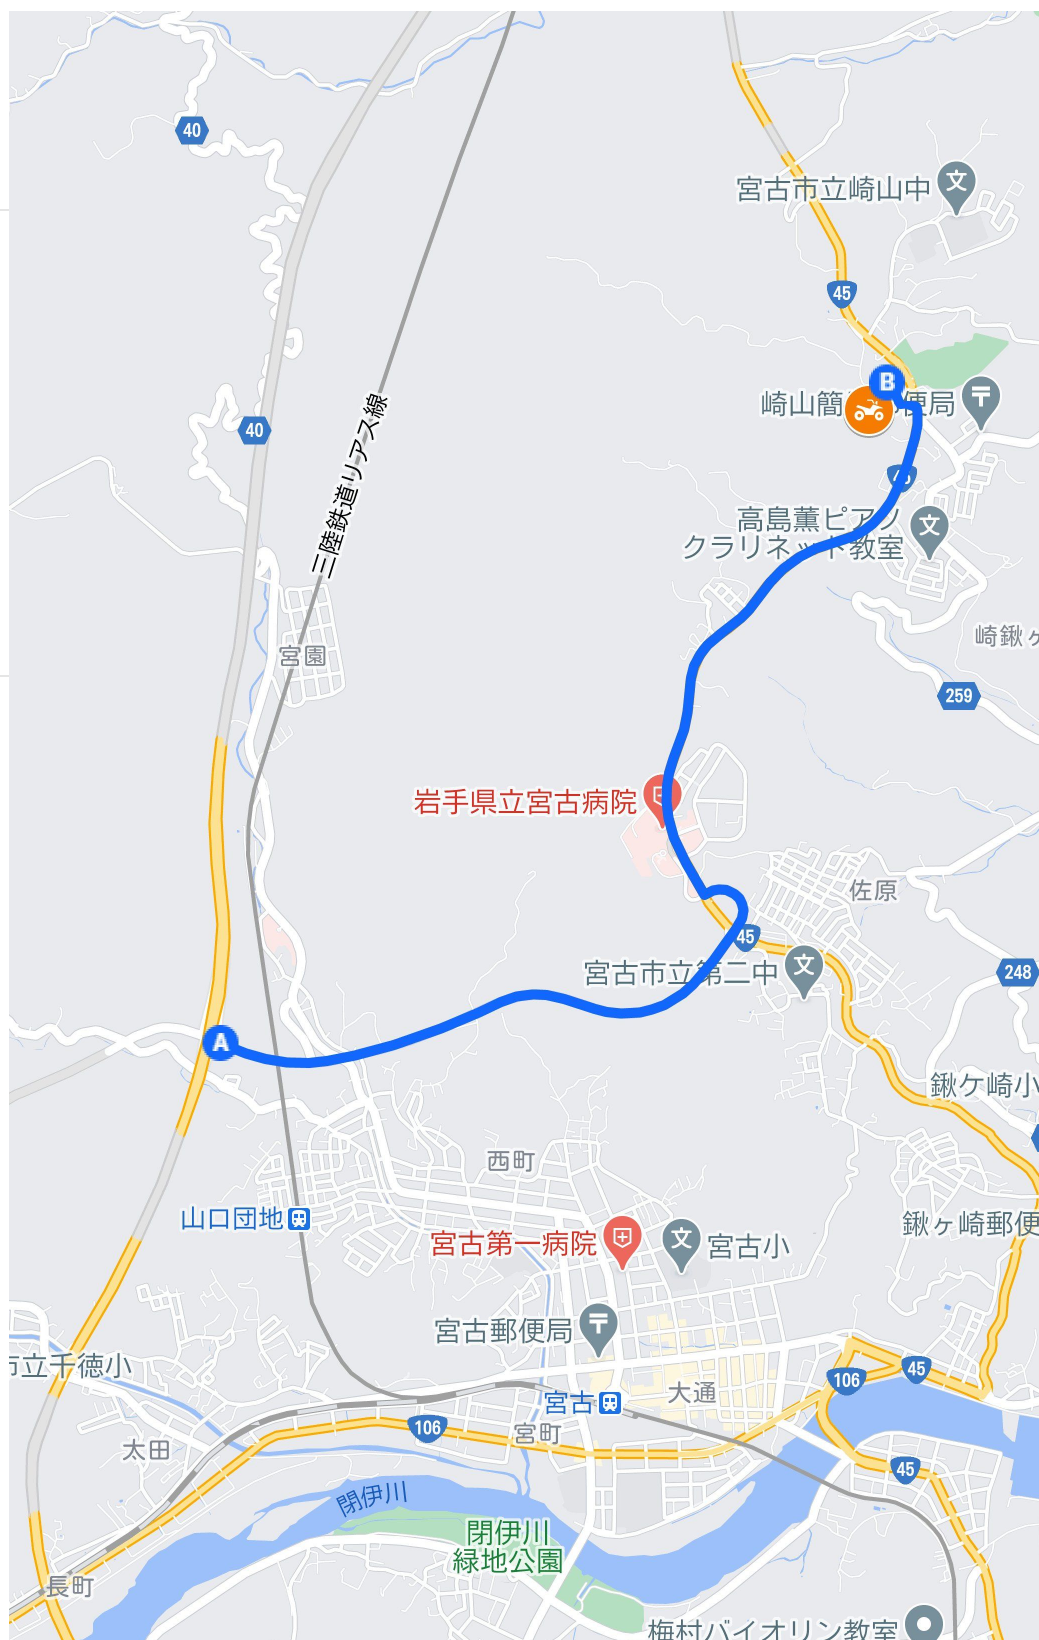 40
宮古市立崎山中
45
B
崎山簡
便局
40
三陸鉄道リアス線
高島薫ピアノ
クラリネット教室
崎鍬ヶ
宮園
259
岩手県立宮古病院
佐原
45
宮古市立第二中
248
A
鍬ケ崎小
西町
山口団地
宮古第一病院
宮古小
鍬ヶ崎郵便
宮古郵便局
市立千徳小
45
106
大通
宮古
106
宮町
太田
45
閉伊川
閉伊川
緑地公園
長町
梅村バイオリン教室